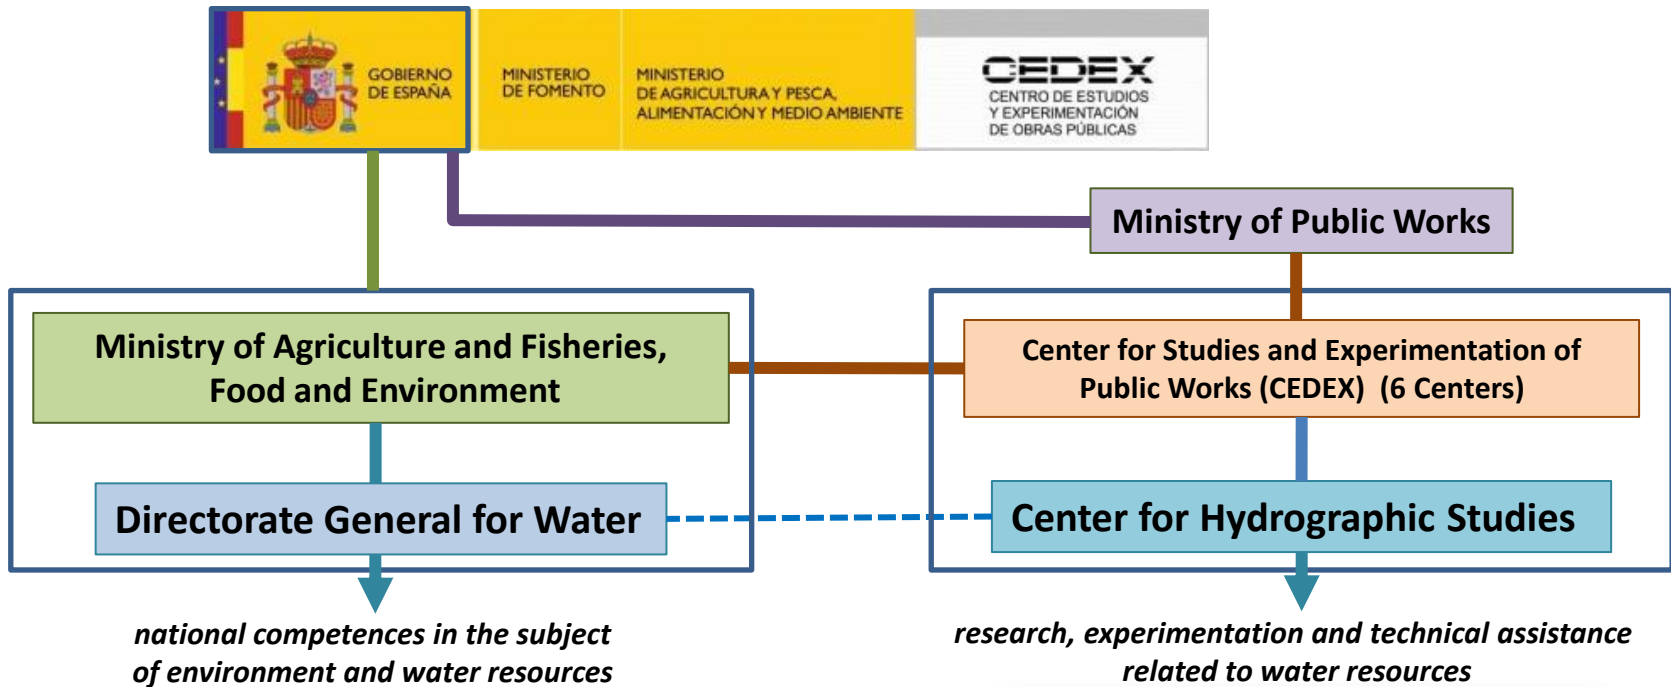 GOBIERNO
DE ESPAÑA
MINISTERIO
DE FOMENTO
MINISTERIO
DE AGRICULTURA Y PESCA,
ALIMENTACIÓN Y MEDIO AMBIENTE
CEDEX
CENTRO DE ESTUDIOS
Y EXPERIMENTACIÓN
DE OBRAS PÚBLICAS
Ministry of Public Works
Ministry of Agriculture and Fisheries,
Food and Environment
Center for Studies and Experimentation of
Public Works (CEDEX) (6 Centers)
Directorate General for Water
Center for Hydrographic Studies
national competences in the subject
of environment and water resources
research, experimentation and technical assistance
related to water resources